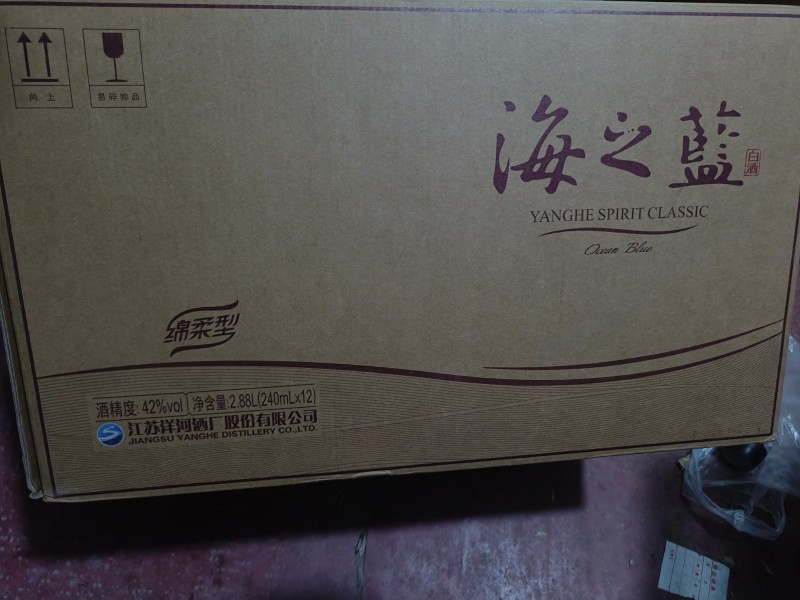 向上
易碎物品
海之藍
白酒
YANGHE SPIRIT CLASSIC
Ocean Blue
绵柔型
酒精度: 42%vol 净含量:2.88L(240mLx12)
江苏洋河酒厂股份有限公司
JIANGSU YANGHE DISTILLERY CO.,LTD.